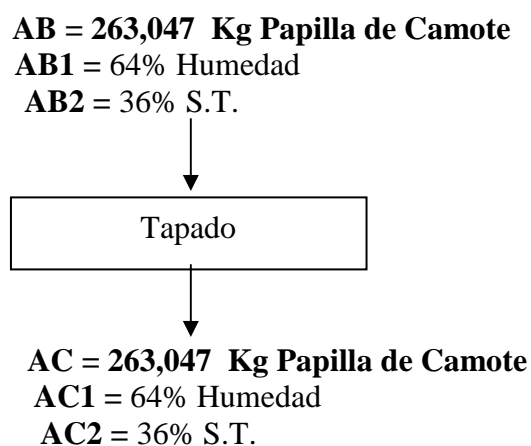 AB = 263,047 Kg Papilla de Camote
AB1 = 64% Humedad
AB2 = 36% S.T.
Tapado
AC = 263,047 Kg Papilla de Camote
AC1 = 64% Humedad
AC2 = 36% S.T.